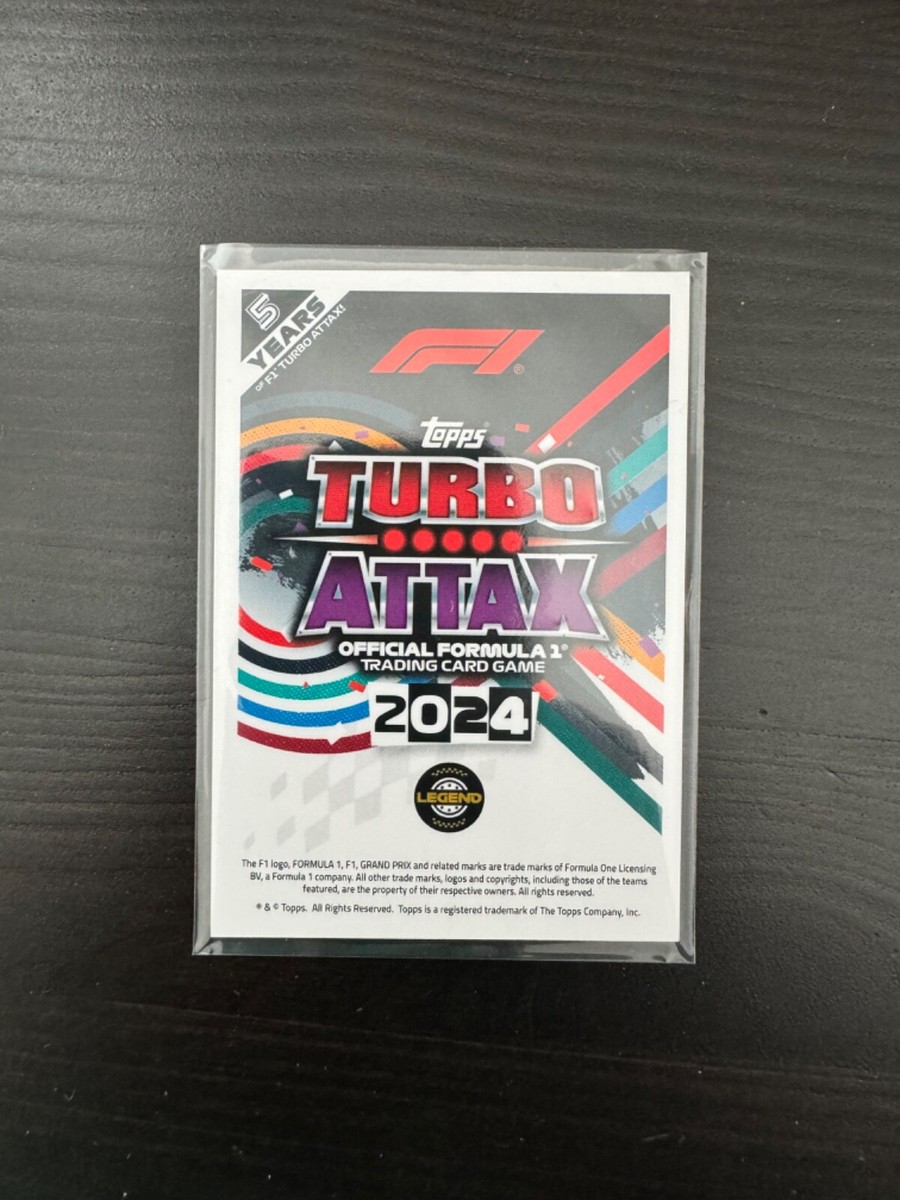 5
YEARS
OF F1® TURBO ATTAX!
F1®
Topps
TURBO
ATTAX
OFFICIAL FORMULA 1®
TRADING CARD GAME
2024
LEGEND
The F1 logo, FORMULA 1, F1, GRAND PRIX and related marks are trade marks of Formula One Licensing
BV, a Formula 1 company. All other trade marks, logos and copyrights, including those of the teams
featured, are the property of their respective owners. All rights reserved.
® & © Topps. All Rights Reserved. Topps is a registered trademark of The Topps Company, Inc.